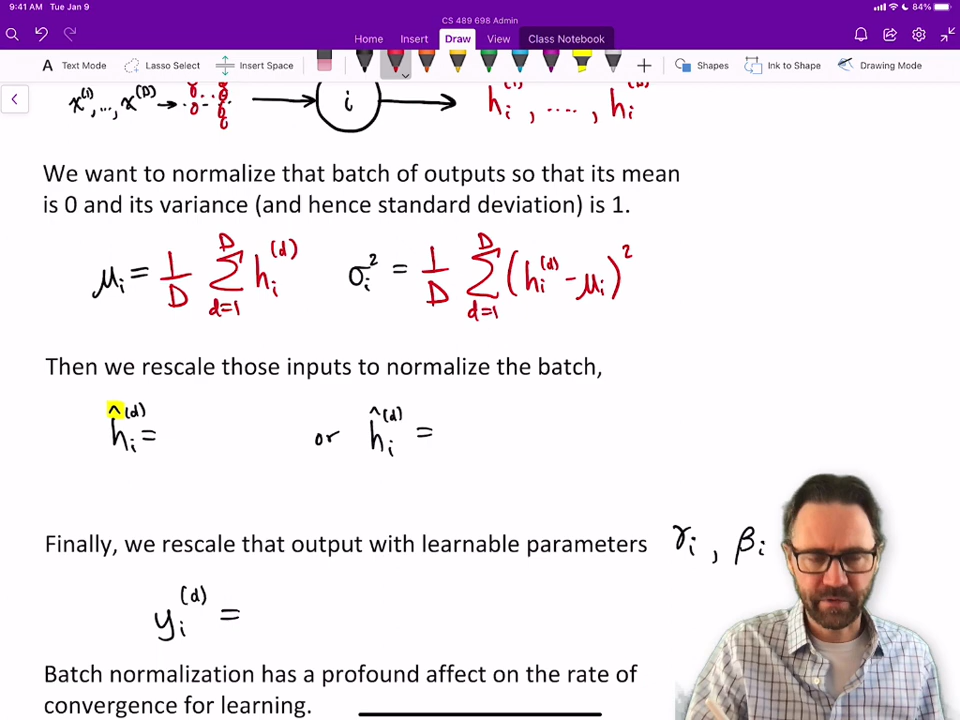 9:41 AM Tue Jan 9
84%
CS 489 698 Admin
Home Insert Draw View Class Notebook
A Text Mode Lasso Select Insert Space Shapes Ink to Shape Drawing Mode
x^(1),...,x^(D) → i h_i , .... , h_i
We want to normalize that batch of outputs so that its mean
is 0 and its variance (and hence standard deviation) is 1.
μ_i = 1/D Σ_{d=1}^{D} h_i^(d) σ_i^2 = 1/D Σ_{d=1}^{D} (h_i^(d) - μ_i)^2
Then we rescale those inputs to normalize the batch,
ĥ_i^(d) = or ĥ_i^(d) =
Finally, we rescale that output with learnable parameters γ_i , β_i
y_i^(d) =
Batch normalization has a profound affect on the rate of
convergence for learning.